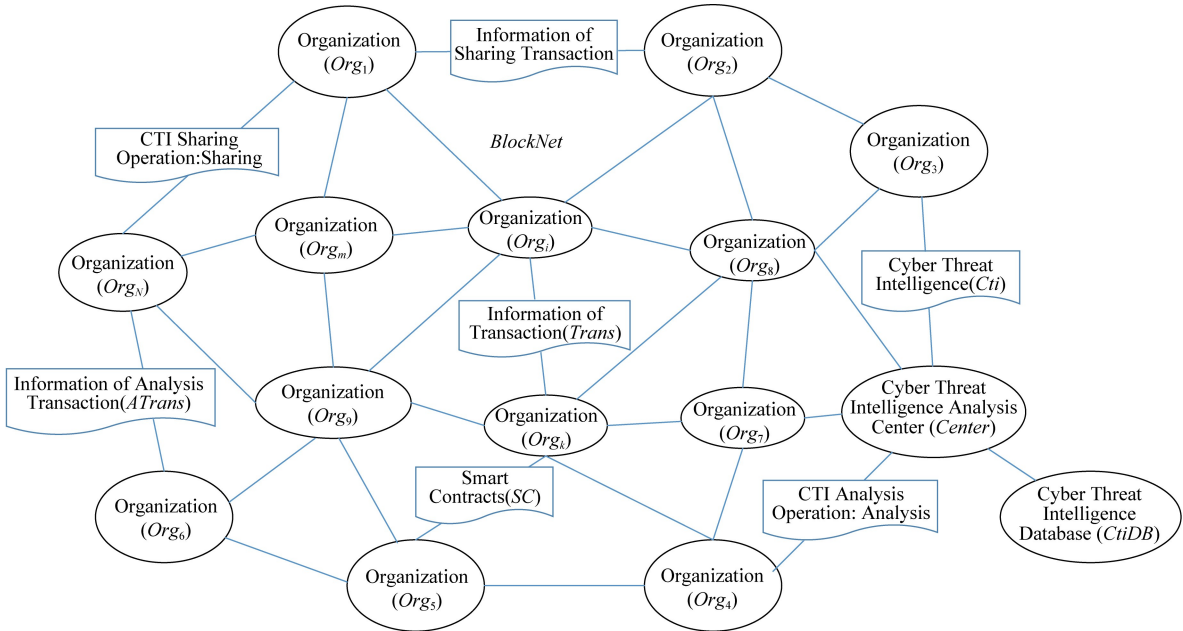 Organization
(Org₁)
Information of
Sharing Transaction
Organization
(Org₂)
CTI Sharing
Operation:Sharing
BlockNet
Organization
(Org₃)
Organization
(Orgₘ)
Organization
(Orgᵢ)
Organization
(Org₈)
Organization
(Org_N)
Cyber Threat
Intelligence(Cti)
Information of
Transaction(Trans)
Information of Analysis
Transaction(ATrans)
Organization
(Org₉)
Organization
(Orgₖ)
Organization
(Org₇)
Cyber Threat
Intelligence Analysis
Center (Center)
Smart
Contracts(SC)
CTI Analysis
Operation: Analysis
Cyber Threat
Intelligence
Database (CtiDB)
Organization
(Org₆)
Organization
(Org₅)
Organization
(Org₄)